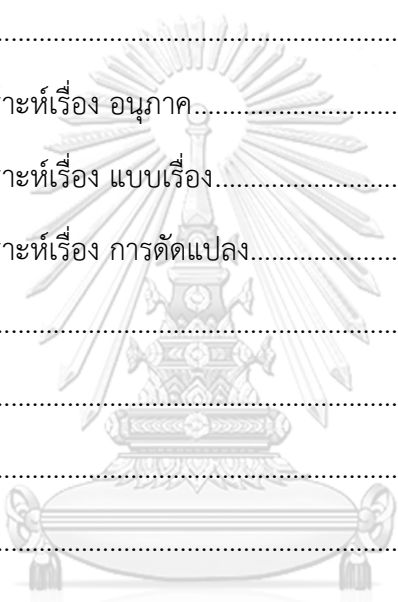 ..........................................................
าะห์เรื่อง อนุภาค..............................
าะห์เรื่อง แบบเรื่อง..........................
าะห์เรื่อง การดัดแปลง.....................
..........................................................
..........................................................
..........................................................
..........................................................